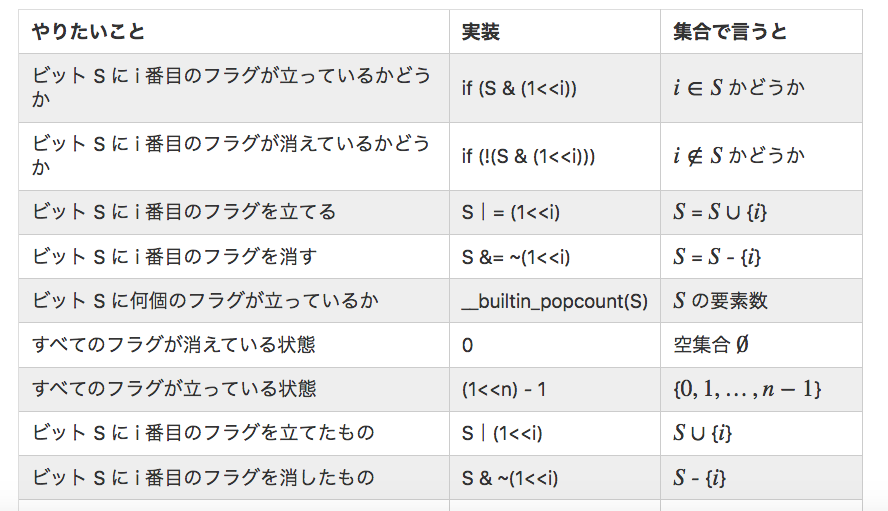 やりたいこと 実装 集合で言うと
ビット S に i 番目のフラグが立っているかどう
か if (S & (1<<i)) i ∈ S かどうか
ビット S に i 番目のフラグが消えているかどう
か if (!(S & (1<<i))) i ∉ S かどうか
ビット S に i 番目のフラグを立てる S｜= (1<<i) S = S ∪ {i}
ビット S に i 番目のフラグを消す S &= ~(1<<i) S = S - {i}
ビット S に何個のフラグが立っているか __builtin_popcount(S) S の要素数
すべてのフラグが消えている状態 0 空集合 ∅
すべてのフラグが立っている状態 (1<<n) - 1 {0, 1, … , n − 1}
ビット S に i 番目のフラグを立てたもの S｜(1<<i) S ∪ {i}
ビット S に i 番目のフラグを消したもの S & ~(1<<i) S - {i}